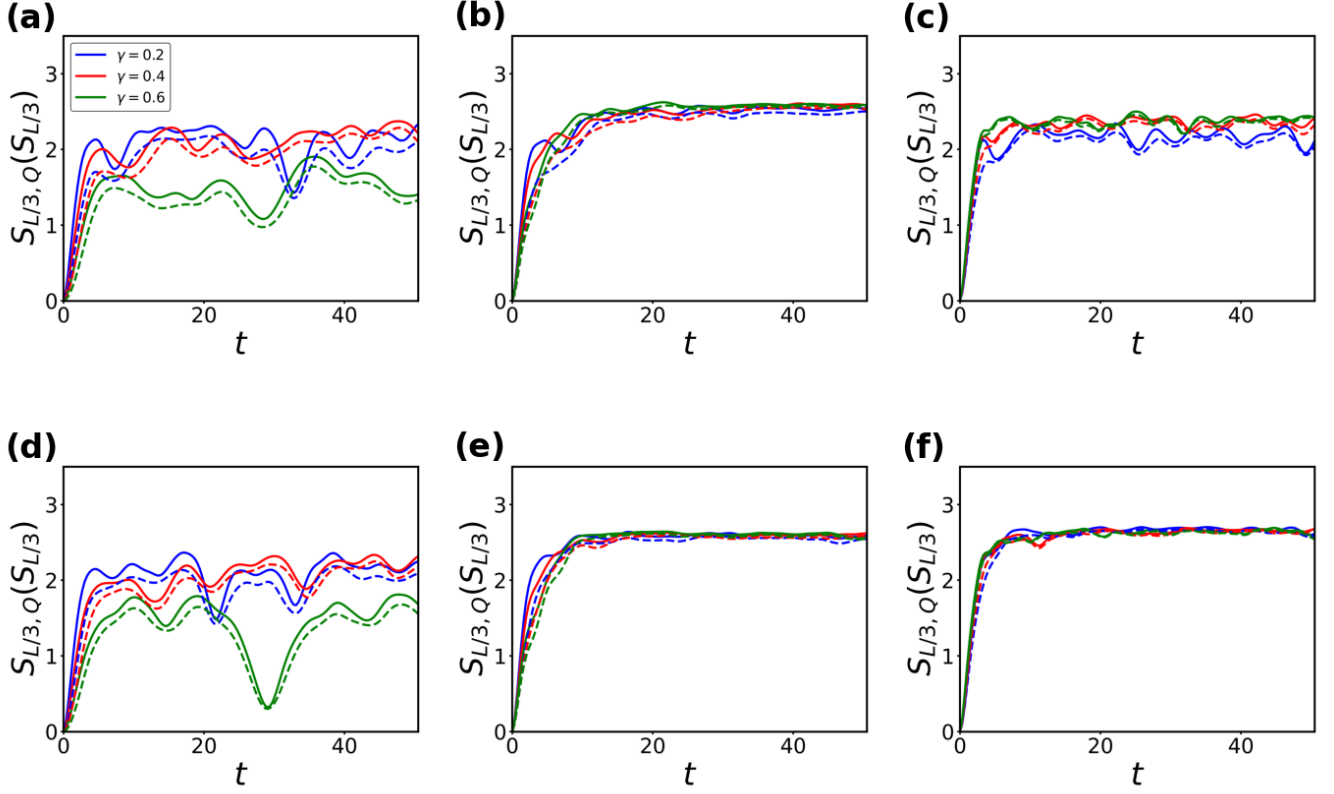 (a)
S_{L/3, Q}(S_{L/3})
3
2
1
0
γ = 0.2
γ = 0.4
γ = 0.6
0 20 40
t
(b)
S_{L/3, Q}(S_{L/3})
3
2
1
0
0 20 40
t
(c)
S_{L/3, Q}(S_{L/3})
3
2
1
0
0 20 40
t
(d)
S_{L/3, Q}(S_{L/3})
3
2
1
0
0 20 40
t
(e)
S_{L/3, Q}(S_{L/3})
3
2
1
0
0 20 40
t
(f)
S_{L/3, Q}(S_{L/3})
3
2
1
0
0 20 40
t